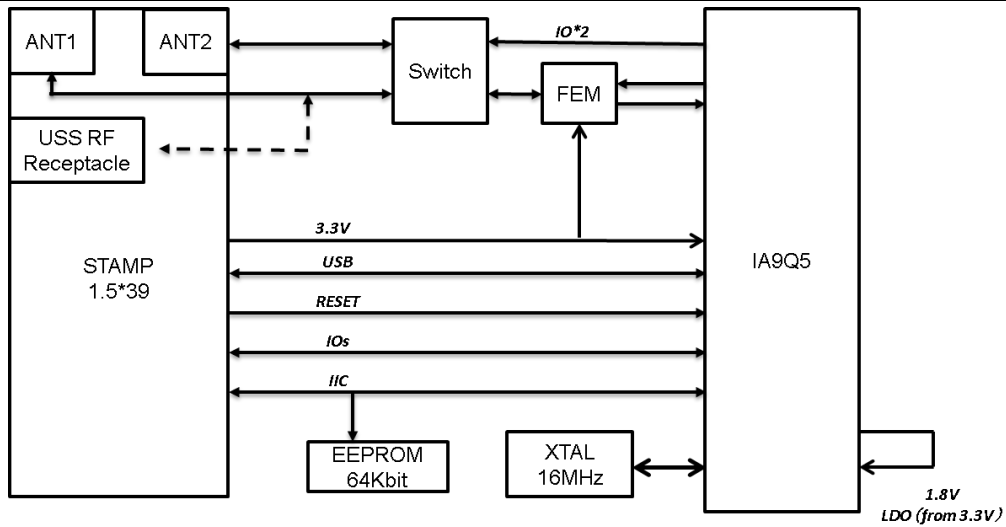 ANT1
ANT2
Switch
IO*2
FEM
USS RF
Receptacle
STAMP
1.5*39
3.3V
USB
RESET
IOs
IIC
IA9Q5
EEPROM
64Kbit
XTAL
16MHz
1.8V
LDO (from 3.3V)